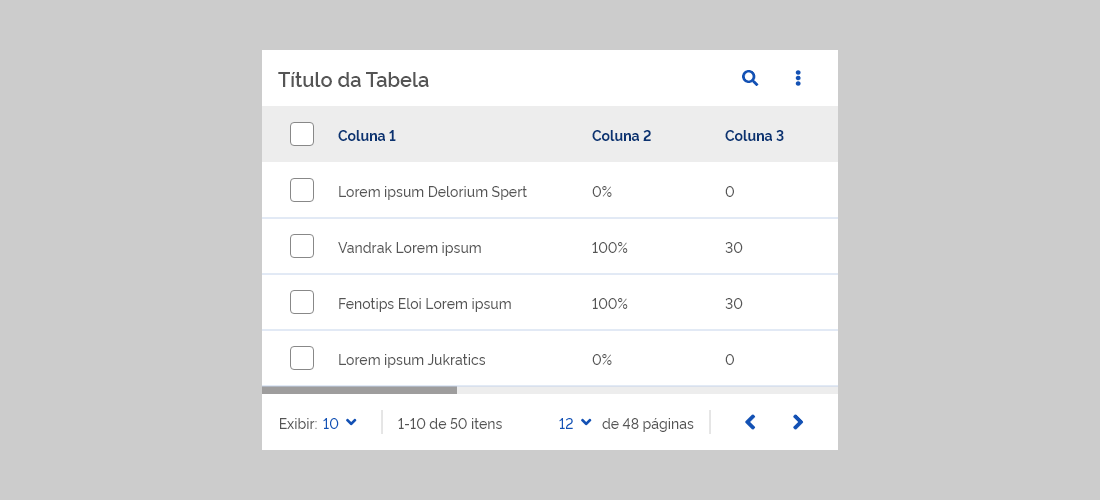 Título da Tabela
Coluna 1 Coluna 2 Coluna 3
Lorem ipsum Delorium Spert 0% 0
Vandrak Lorem ipsum 100% 30
Fenotips Eloi Lorem ipsum 100% 30
Lorem ipsum Jukratics 0% 0
Exibir: 10 1-10 de 50 itens 12 de 48 páginas